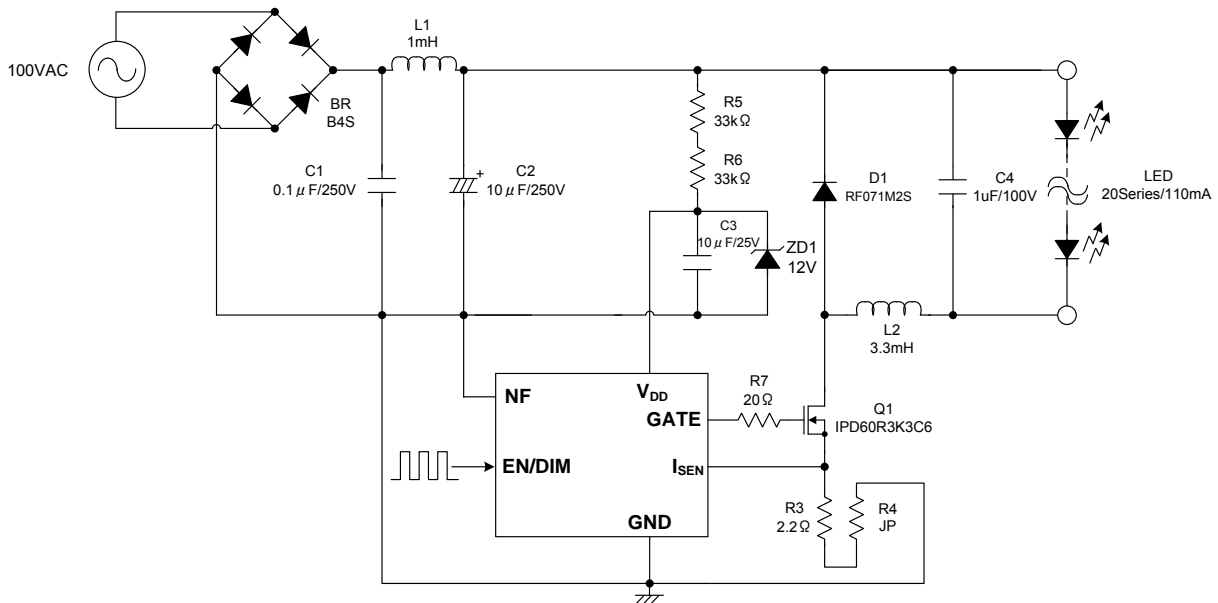 L1
1mH
100VAC
BR
B4S
C1
0.1μF/250V
C2
10μF/250V
R5
33kΩ
R6
33kΩ
C3
10μF/25V
ZD1
12V
D1
RF071M2S
C4
1uF/100V
LED
20Series/110mA
L2
3.3mH
NF
VDD
GATE
R7
20Ω
Q1
IPD60R3K3C6
EN/DIM
ISEN
GND
R3
2.2Ω
R4
JP